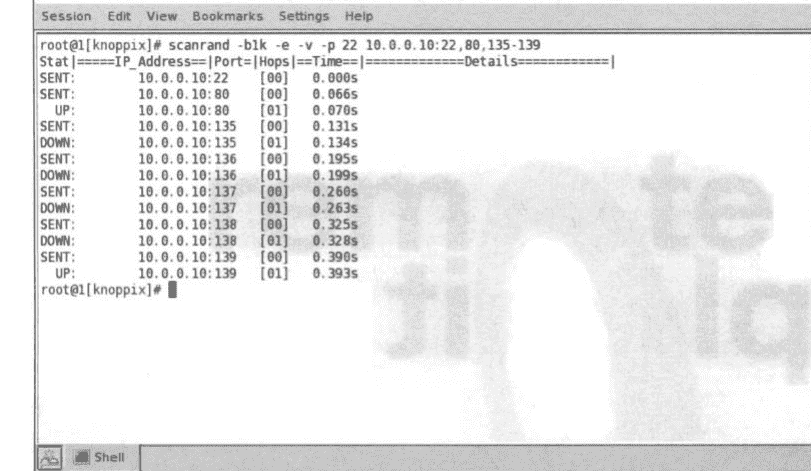 Session Edit View Bookmarks Settings Help
root@1[knoppix]# scanrand -b1k -e -v -p 22 10.0.0.10:22,80,135-139
Stat|=====IP_Address==|Port=|Hops|==Time==|=============Details============|
SENT: 10.0.0.10:22 [00] 0.000s
SENT: 10.0.0.10:80 [00] 0.066s
UP: 10.0.0.10:80 [01] 0.070s
SENT: 10.0.0.10:135 [00] 0.131s
DOWN: 10.0.0.10:135 [01] 0.134s
SENT: 10.0.0.10:136 [00] 0.195s
DOWN: 10.0.0.10:136 [01] 0.199s
SENT: 10.0.0.10:137 [00] 0.260s
DOWN: 10.0.0.10:137 [01] 0.263s
SENT: 10.0.0.10:138 [00] 0.325s
DOWN: 10.0.0.10:138 [01] 0.328s
SENT: 10.0.0.10:139 [00] 0.390s
UP: 10.0.0.10:139 [01] 0.393s
root@1[knoppix]#
Shell